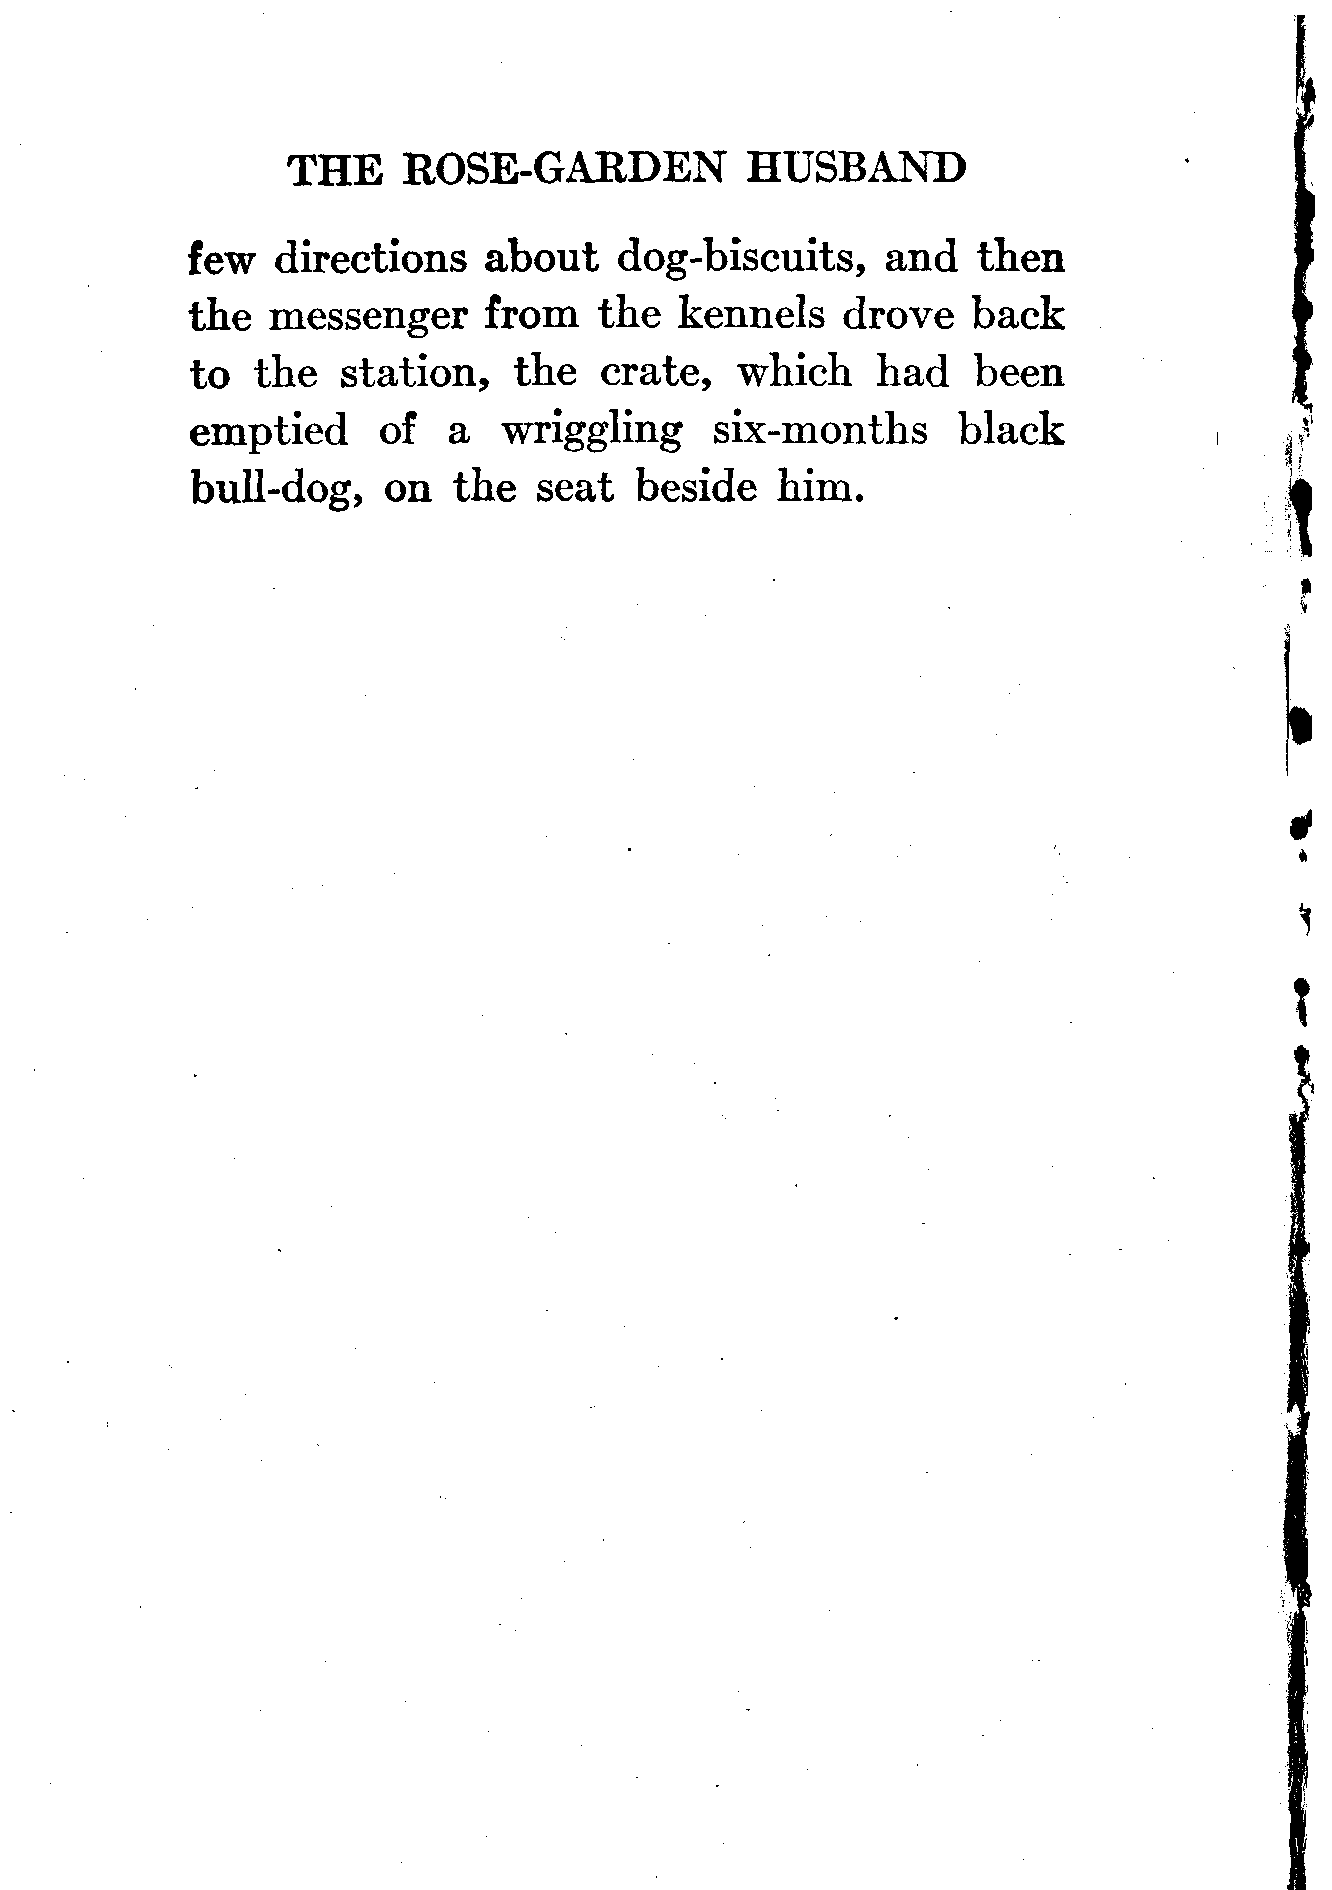 THE ROSE-GARDEN HUSBAND
few directions about dog-biscuits, and then
the messenger from the kennels drove back
to the station, the crate, which had been
emptied of a wriggling six-months black
bull-dog, on the seat beside him.